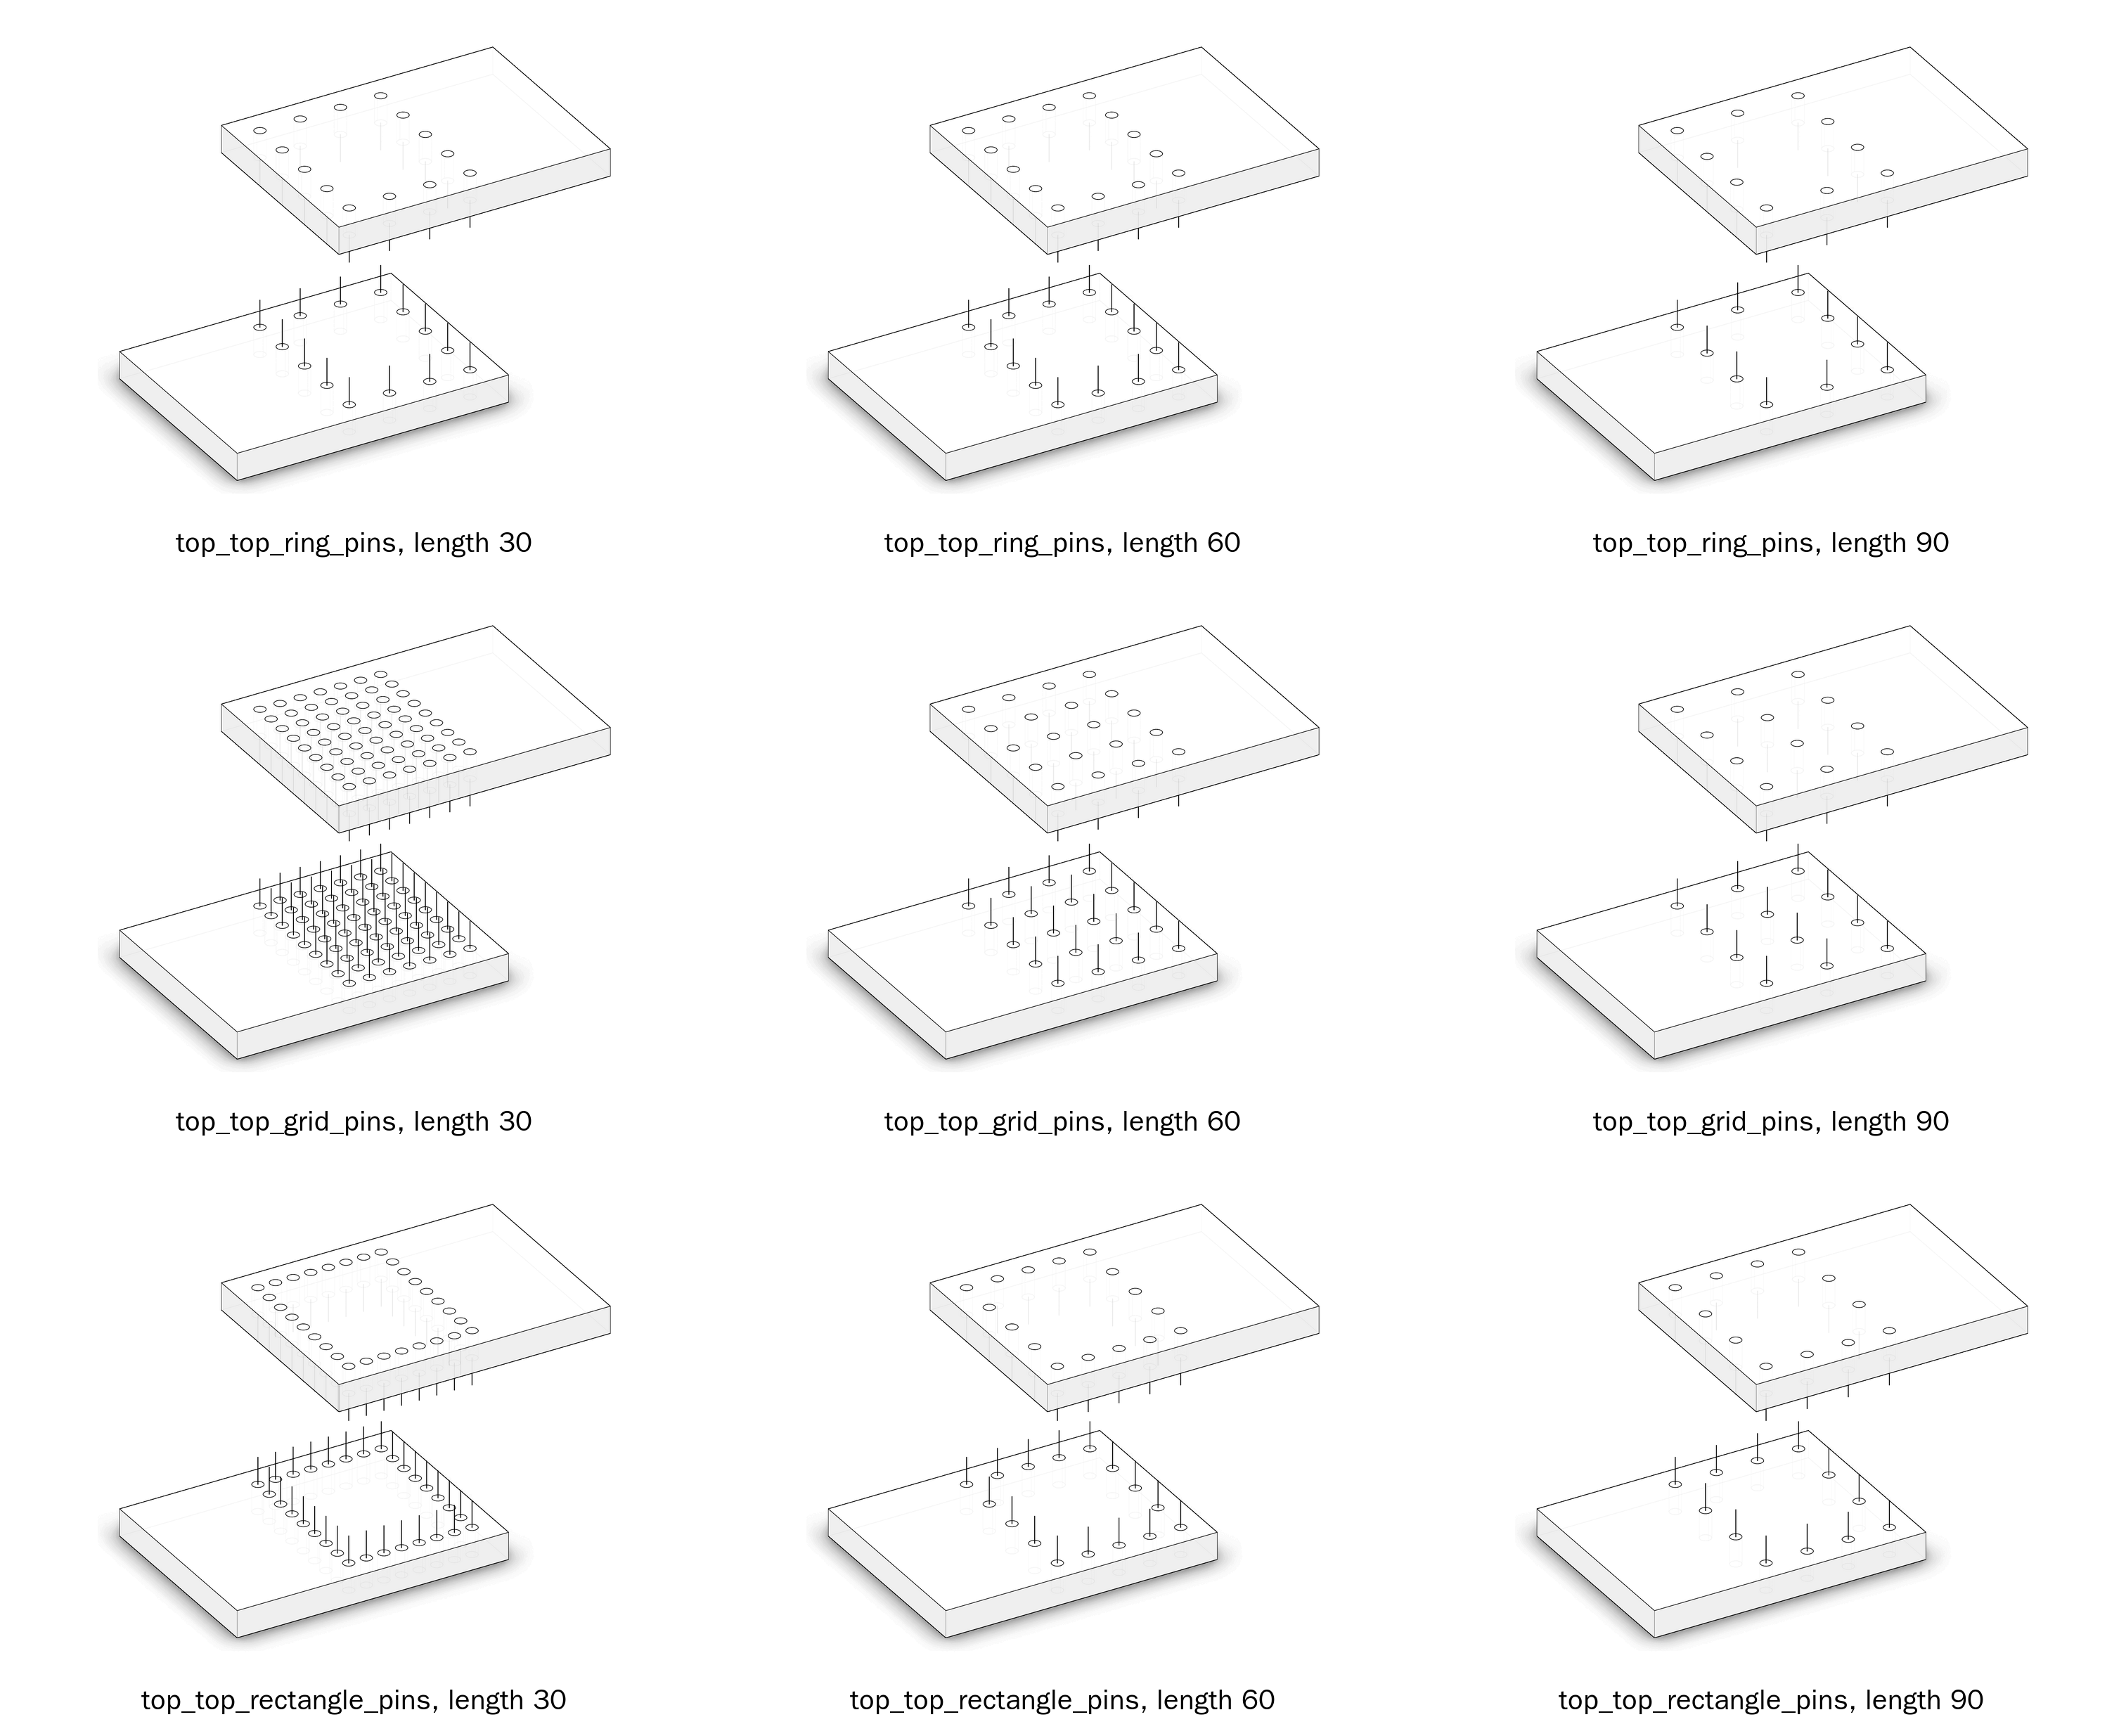 top_top_ring_pins, length 30
top_top_ring_pins, length 60
top_top_ring_pins, length 90
top_top_grid_pins, length 30
top_top_grid_pins, length 60
top_top_grid_pins, length 90
top_top_rectangle_pins, length 30
top_top_rectangle_pins, length 60
top_top_rectangle_pins, length 90